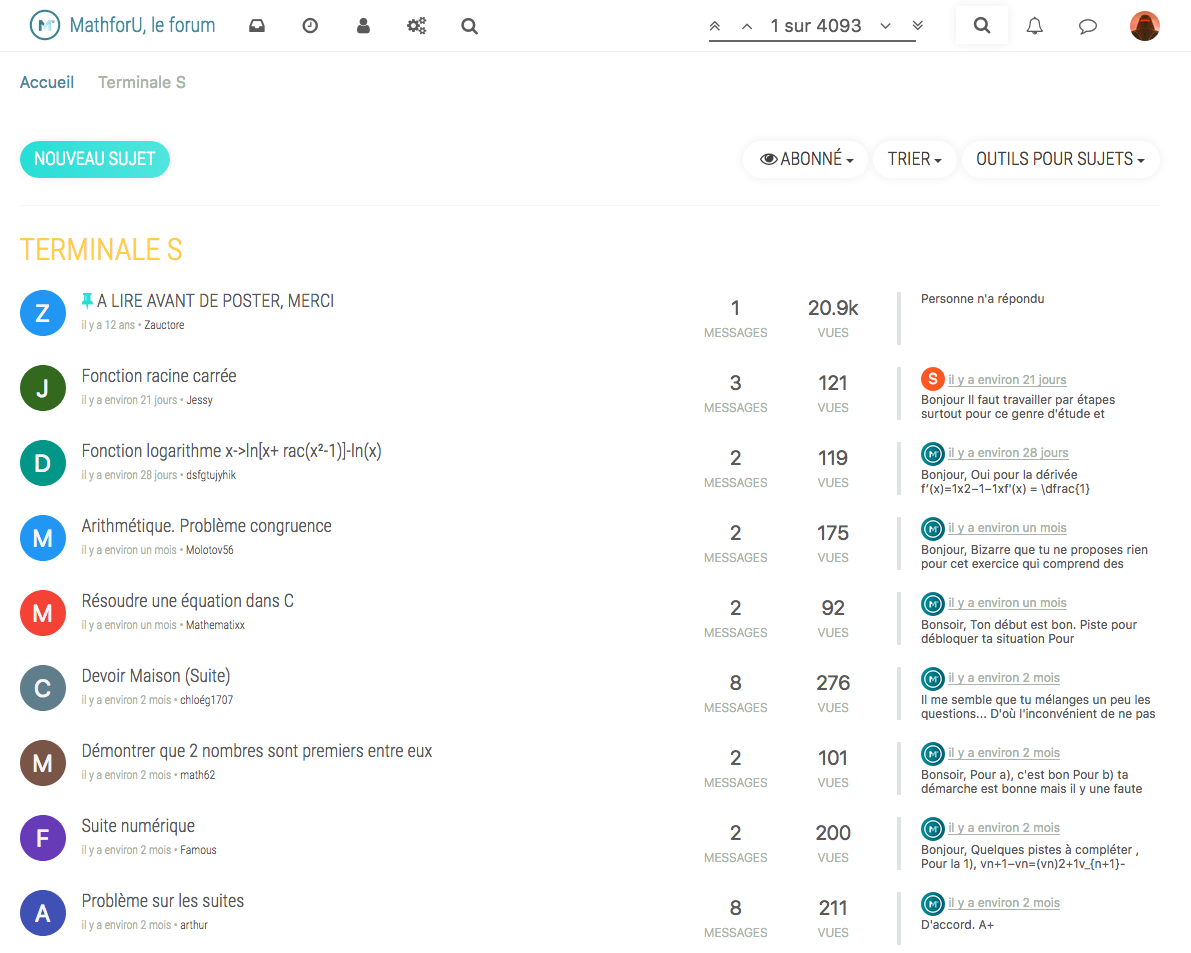 MathforU, le forum
1 sur 4093
Accueil Terminale S
NOUVEAU SUJET
ABONNÉ
TRIER
OUTILS POUR SUJETS
TERMINALE S
Z
A LIRE AVANT DE POSTER, MERCI
il y a 12 ans • Zauctore
1
MESSAGES
20.9k
VUES
Personne n'a répondu
J
Fonction racine carrée
il y a environ 21 jours • Jessy
3
MESSAGES
121
VUES
S il y a environ 21 jours
Bonjour Il faut travailler par étapes
surtout pour ce genre d'étude et
D
Fonction logarithme x->ln[x+ rac(x²-1)]-ln(x)
il y a environ 28 jours • dsfgtujyhik
2
MESSAGES
119
VUES
il y a environ 28 jours
Bonjour, Oui pour la dérivée
f′(x)=1x2−1−1xf'(x) = \dfrac{1}
M
Arithmétique. Problème congruence
il y a environ un mois • Molotov56
2
MESSAGES
175
VUES
il y a environ un mois
Bonjour, Bizarre que tu ne proposes rien
pour cet exercice qui comprend des
M
Résoudre une équation dans C
il y a environ un mois • Mathematixx
2
MESSAGES
92
VUES
il y a environ un mois
Bonsoir, Ton début est bon. Piste pour
débloquer ta situation Pour
C
Devoir Maison (Suite)
il y a environ 2 mois • chloég1707
8
MESSAGES
276
VUES
il y a environ 2 mois
Il me semble que tu mélanges un peu les
questions... D'où l'inconvénient de ne pas
M
Démontrer que 2 nombres sont premiers entre eux
il y a environ 2 mois • math62
2
MESSAGES
101
VUES
il y a environ 2 mois
Bonsoir, Pour a), c'est bon Pour b) ta
démarche est bonne mais il y une faute
F
Suite numérique
il y a environ 2 mois • Famous
2
MESSAGES
200
VUES
il y a environ 2 mois
Bonjour, Quelques pistes à compléter ,
Pour la 1), vn+1−vn=(vn)2+1v_{n+1}-
A
Problème sur les suites
il y a environ 2 mois • arthur
8
MESSAGES
211
VUES
il y a environ 2 mois
D'accord. A+